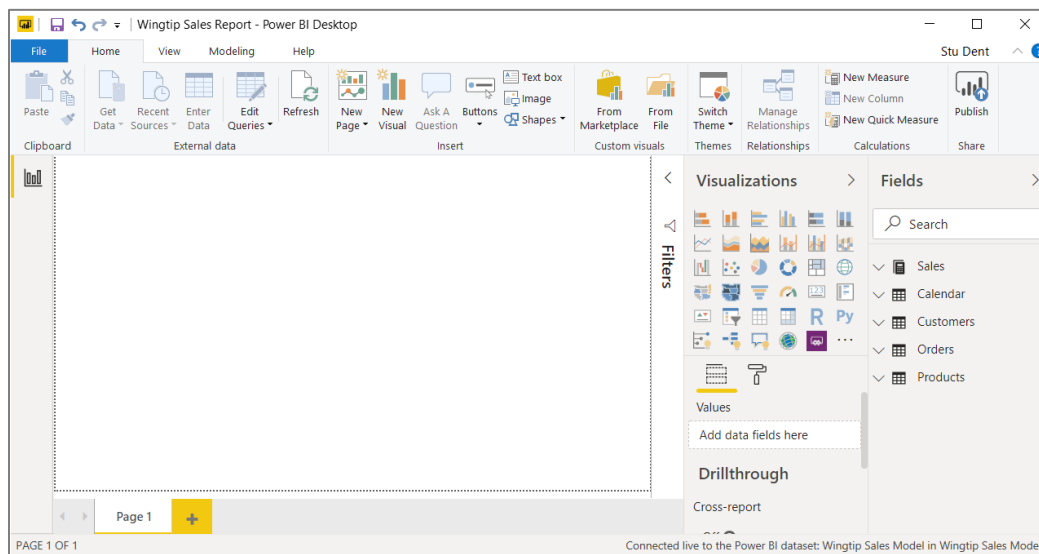 Wingtip Sales Report - Power BI Desktop
File Home View Modeling Help Stu Dent
Paste
Clipboard
Get Data
Recent Sources
Enter Data
Edit Queries
Refresh
External data
New Page
New Visual
Ask A Question
Buttons
Text box
Image
Shapes
Insert
From Marketplace
From File
Custom visuals
Switch Theme
Themes
Manage Relationships
Relationships
New Measure
New Column
New Quick Measure
Calculations
Publish
Share
Filters
Visualizations
123
R
Py
Values
Add data fields here
Drillthrough
Cross-report
Fields
Search
Sales
Calendar
Customers
Orders
Products
Page 1
PAGE 1 OF 1
Connected live to the Power BI dataset: Wingtip Sales Model in Wingtip Sales Mode